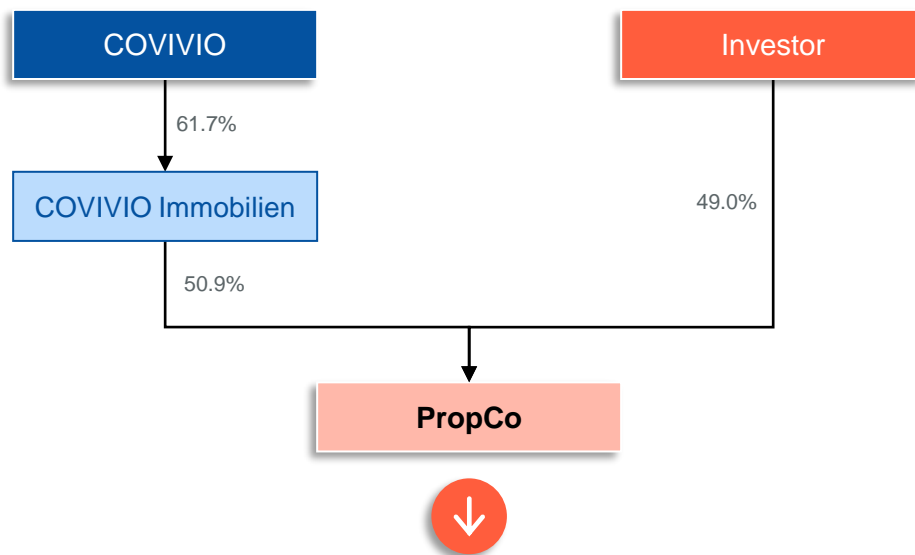 COVIVIO
Investor
61.7%
COVIVIO Immobilien
49.0%
50.9%
PropCo